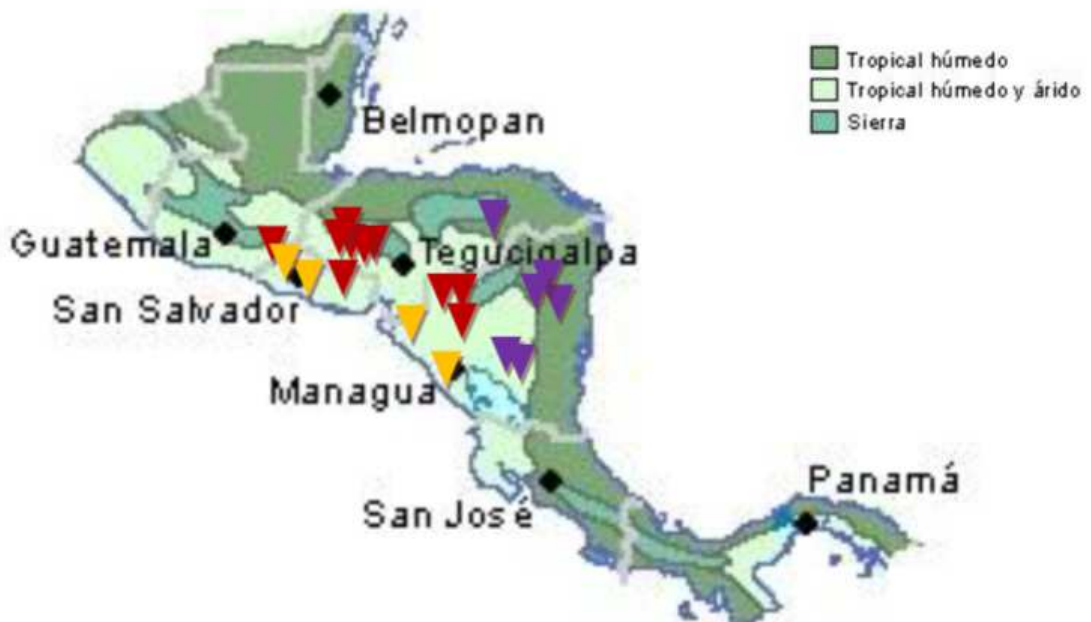 Tropical húmedo
Tropical húmedo y árido
Sierra
Belmopan
Guatemala
Tegucigalpa
San Salvador
Managua
San José
Panamá